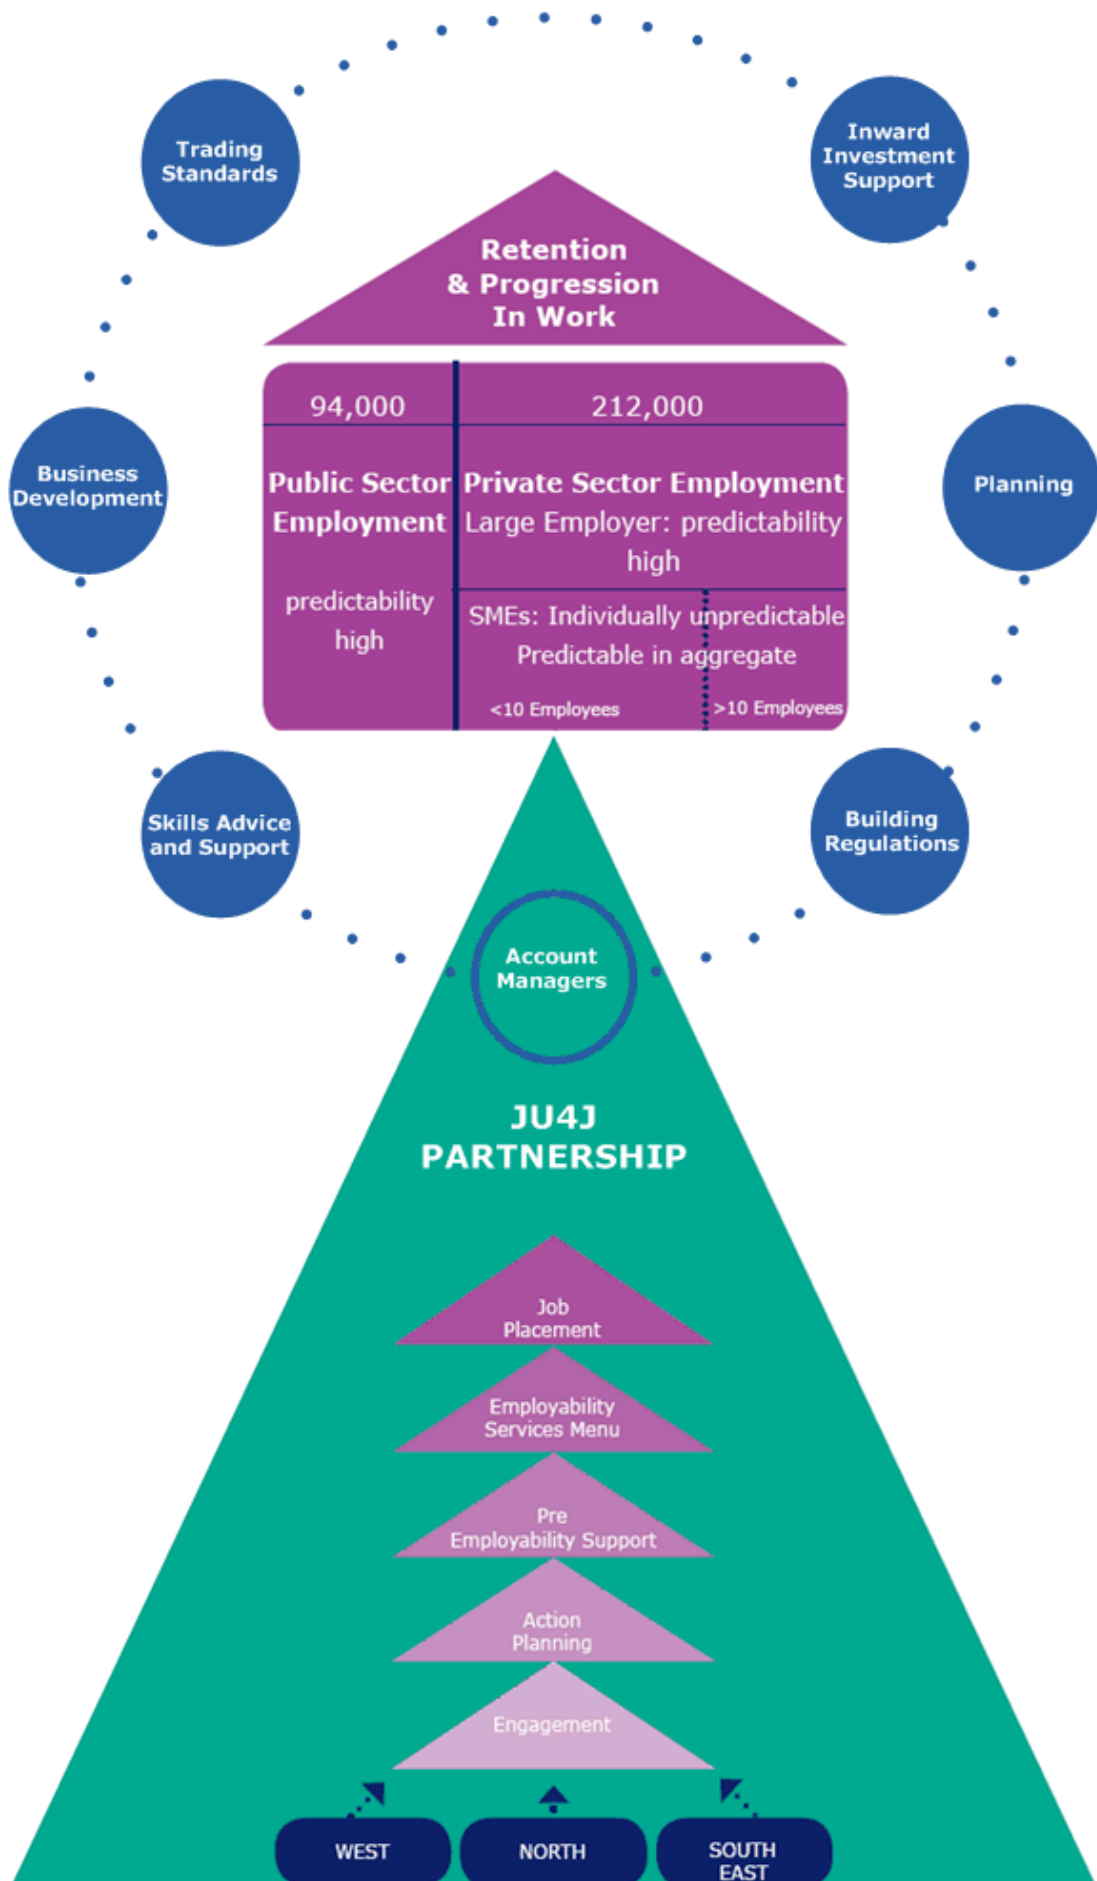 Trading
Standards
Inward
Investment
Support
Retention
& Progression
In Work
94,000
212,000
Business
Development
Public Sector
Employment
predictability
high
Private Sector Employment
Large Employer: predictability
high
SMEs: Individually unpredictable
Predictable in aggregate
<10 Employees
>10 Employees
Planning
Skills Advice
and Support
Building
Regulations
Account
Managers
JU4J
PARTNERSHIP
Job
Placement
Employability
Services Menu
Pre
Employability Support
Action
Planning
Engagement
WEST
NORTH
SOUTH
EAST